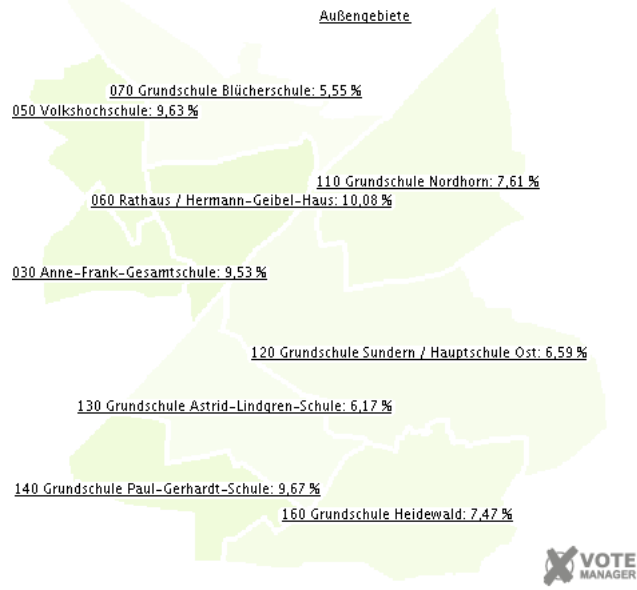 Außengebiete
070 Grundschule Blücherschule: 5,55 %
050 Volkshochschule: 9,63 %
110 Grundschule Nordhorn: 7,61 %
060 Rathaus / Hermann-Geibel-Haus: 10,08 %
030 Anne-Frank-Gesamtschule: 9,53 %
120 Grundschule Sundern / Hauptschule Ost: 6,59 %
130 Grundschule Astrid-Lindgren-Schule: 6,17 %
140 Grundschule Paul-Gerhardt-Schule: 9,67 %
160 Grundschule Heidewald: 7,47 %
VOTE
MANAGER